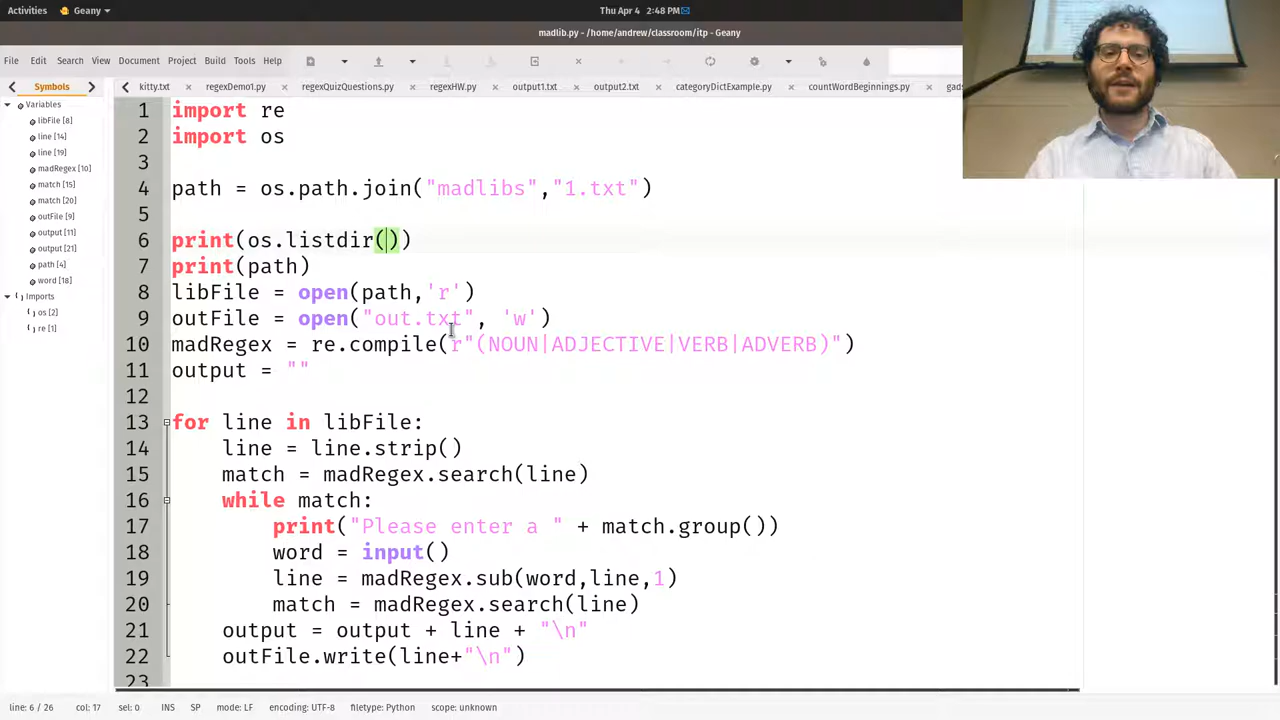 Activities
Geany
Thu Apr 4 2:48 PM
madlib.py - /home/andrew/classroom/itp - Geany
File Edit Search View Document Project Build Tools Help
Symbols
kitty.txt regexDemo1.py regexQuizQuestions.py regexHW.py output1.txt output2.txt categoryDictExample.py countWordBeginnings.py gads
Variables
libFile [8]
line [14]
line [19]
madRegex [10]
match [15]
match [20]
outFile [9]
output [11]
output [21]
path [4]
word [18]
Imports
os [2]
re [1]
1 import re
2 import os
3
4 path = os.path.join("madlibs","1.txt")
5
6 print(os.listdir())
7 print(path)
8 libFile = open(path,'r')
9 outFile = open("out.txt", 'w')
10 madRegex = re.compile(r"(NOUN|ADJECTIVE|VERB|ADVERB)")
11 output = ""
12
13 for line in libFile:
14 line = line.strip()
15 match = madRegex.search(line)
16 while match:
17 print("Please enter a " + match.group())
18 word = input()
19 line = madRegex.sub(word,line,1)
20 match = madRegex.search(line)
21 output = output + line + "\n"
22 outFile.write(line+"\n")
23
line: 6 / 26 col: 17 sel: 0 INS SP mode: LF encoding: UTF-8 filetype: Python scope: unknown